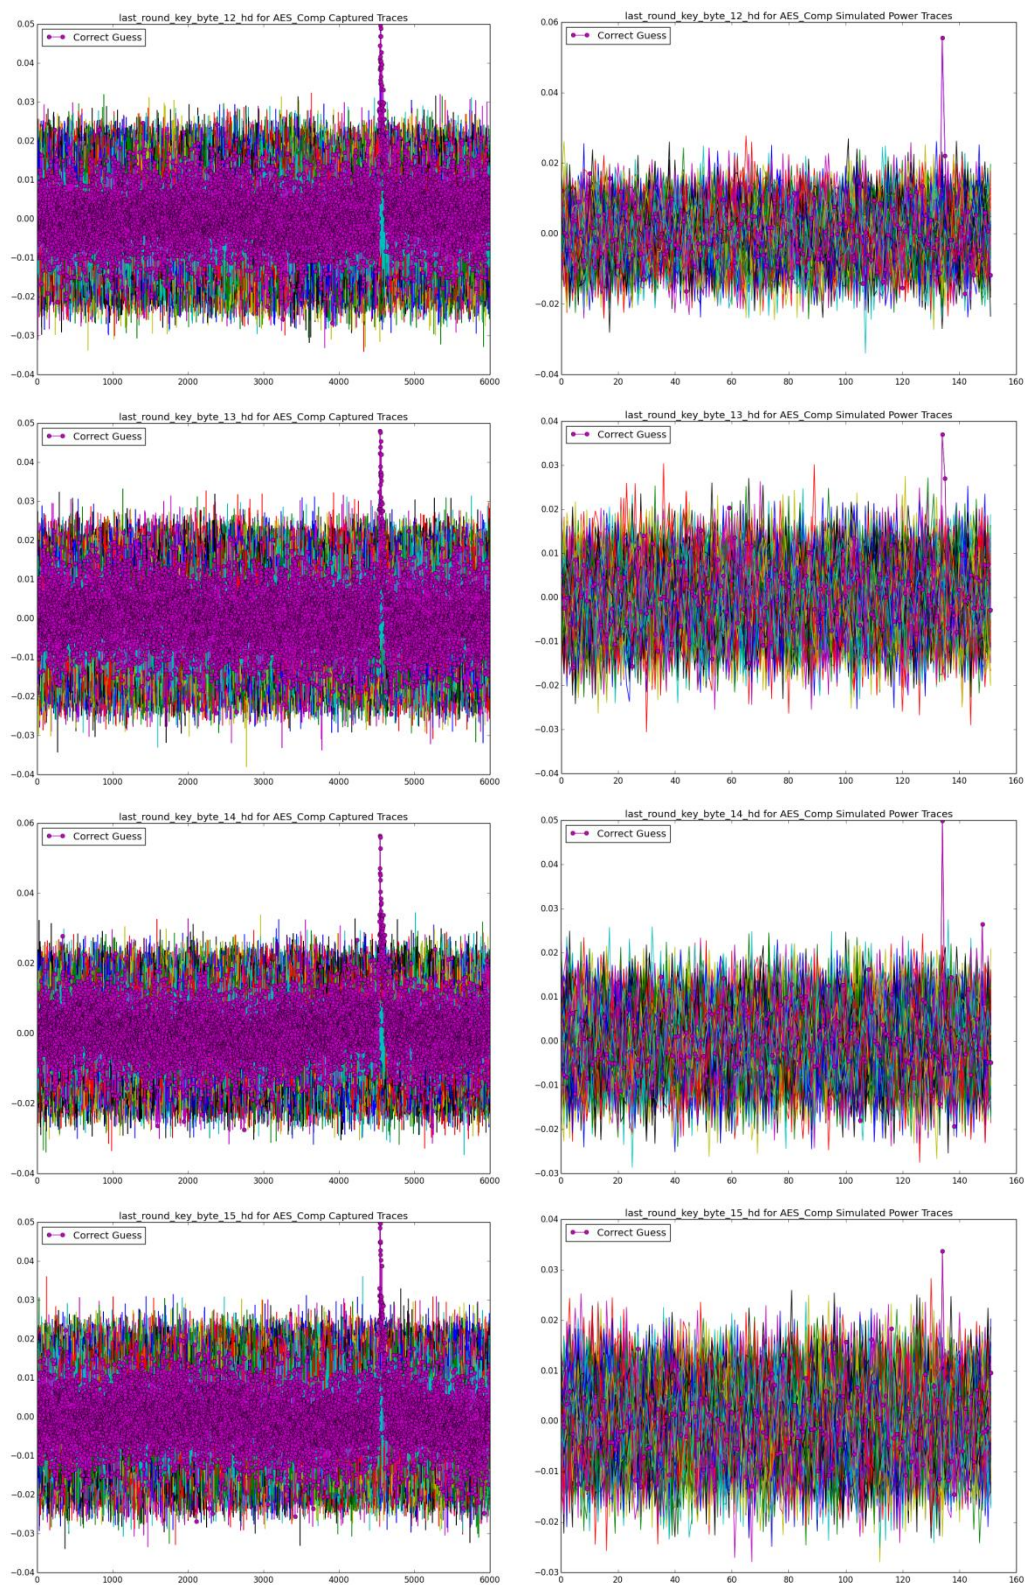 last_round_key_byte_12_hd for AES_Comp Captured Traces
0.05
Correct Guess
0.04
0.03
0.02
0.01
0.00
−0.01
−0.02
−0.03
−0.04
0 1000 2000 3000 4000 5000 6000
last_round_key_byte_12_hd for AES_Comp Simulated Power Traces
0.06
Correct Guess
0.04
0.02
0.00
−0.02
−0.04
0 20 40 60 80 100 120 140 160
last_round_key_byte_13_hd for AES_Comp Captured Traces
0.05
Correct Guess
0.04
0.03
0.02
0.01
0.00
−0.01
−0.02
−0.03
−0.04
0 1000 2000 3000 4000 5000 6000
last_round_key_byte_13_hd for AES_Comp Simulated Power Traces
0.04
Correct Guess
0.03
0.02
0.01
0.00
−0.01
−0.02
−0.03
−0.04
0 20 40 60 80 100 120 140 160
last_round_key_byte_14_hd for AES_Comp Captured Traces
0.06
Correct Guess
0.04
0.02
0.00
−0.02
−0.04
0 1000 2000 3000 4000 5000 6000
last_round_key_byte_14_hd for AES_Comp Simulated Power Traces
0.05
Correct Guess
0.04
0.03
0.02
0.01
0.00
−0.01
−0.02
−0.03
0 20 40 60 80 100 120 140 160
last_round_key_byte_15_hd for AES_Comp Captured Traces
0.05
Correct Guess
0.04
0.03
0.02
0.01
0.00
−0.01
−0.02
−0.03
−0.04
0 1000 2000 3000 4000 5000 6000
last_round_key_byte_15_hd for AES_Comp Simulated Power Traces
0.04
Correct Guess
0.03
0.02
0.01
0.00
−0.01
−0.02
−0.03
0 20 40 60 80 100 120 140 160